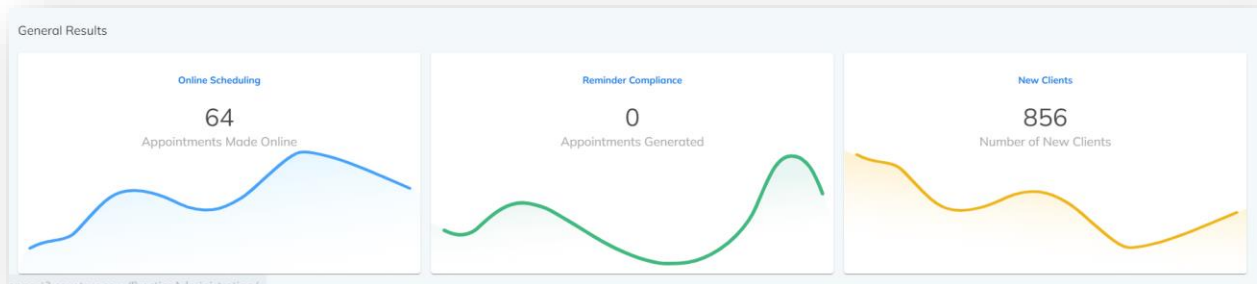 General Results
Online Scheduling
64
Appointments Made Online
Reminder Compliance
0
Appointments Generated
New Clients
856
Number of New Clients